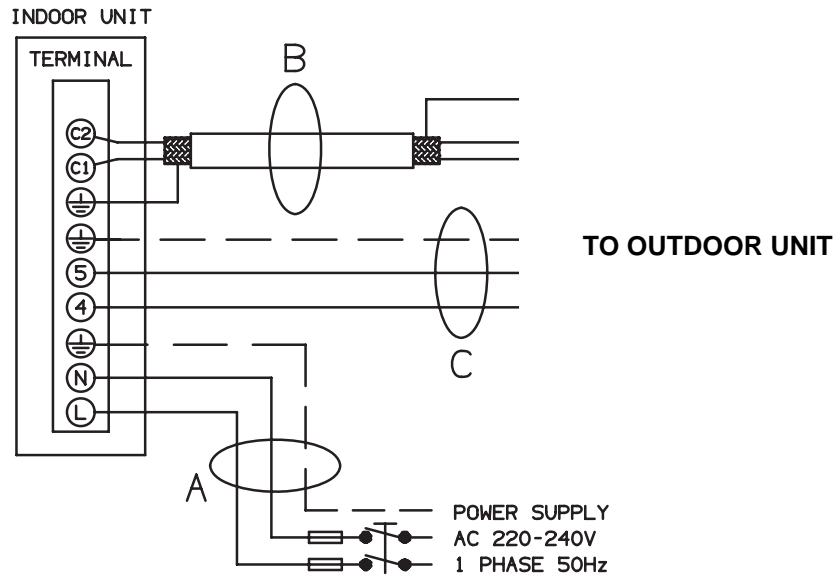 INDOOR UNIT
TERMINAL
B
C2
C1
5
4
N
L
C
TO OUTDOOR UNIT
A
POWER SUPPLY
AC 220-240V
1 PHASE 50Hz